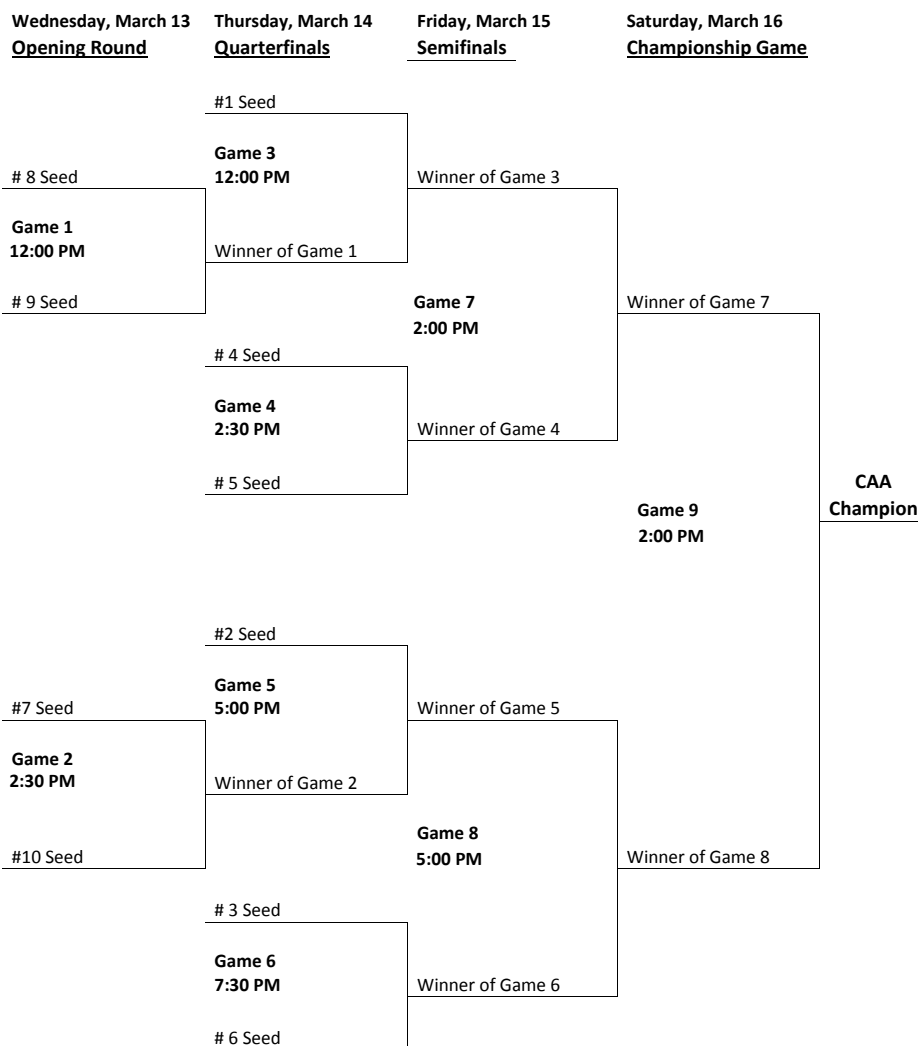 Wednesday, March 13
Opening Round
Thursday, March 14
Quarterfinals
Friday, March 15
Semifinals
Saturday, March 16
Championship Game
#1 Seed
Game 3
12:00 PM
# 8 Seed
Winner of Game 3
Game 1
12:00 PM
Winner of Game 1
# 9 Seed
Game 7
2:00 PM
Winner of Game 7
# 4 Seed
Game 4
2:30 PM
Winner of Game 4
# 5 Seed
CAA
Champion
Game 9
2:00 PM
#2 Seed
Game 5
5:00 PM
#7 Seed
Winner of Game 5
Game 2
2:30 PM
Winner of Game 2
Game 8
5:00 PM
#10 Seed
Winner of Game 8
# 3 Seed
Game 6
7:30 PM
Winner of Game 6
# 6 Seed